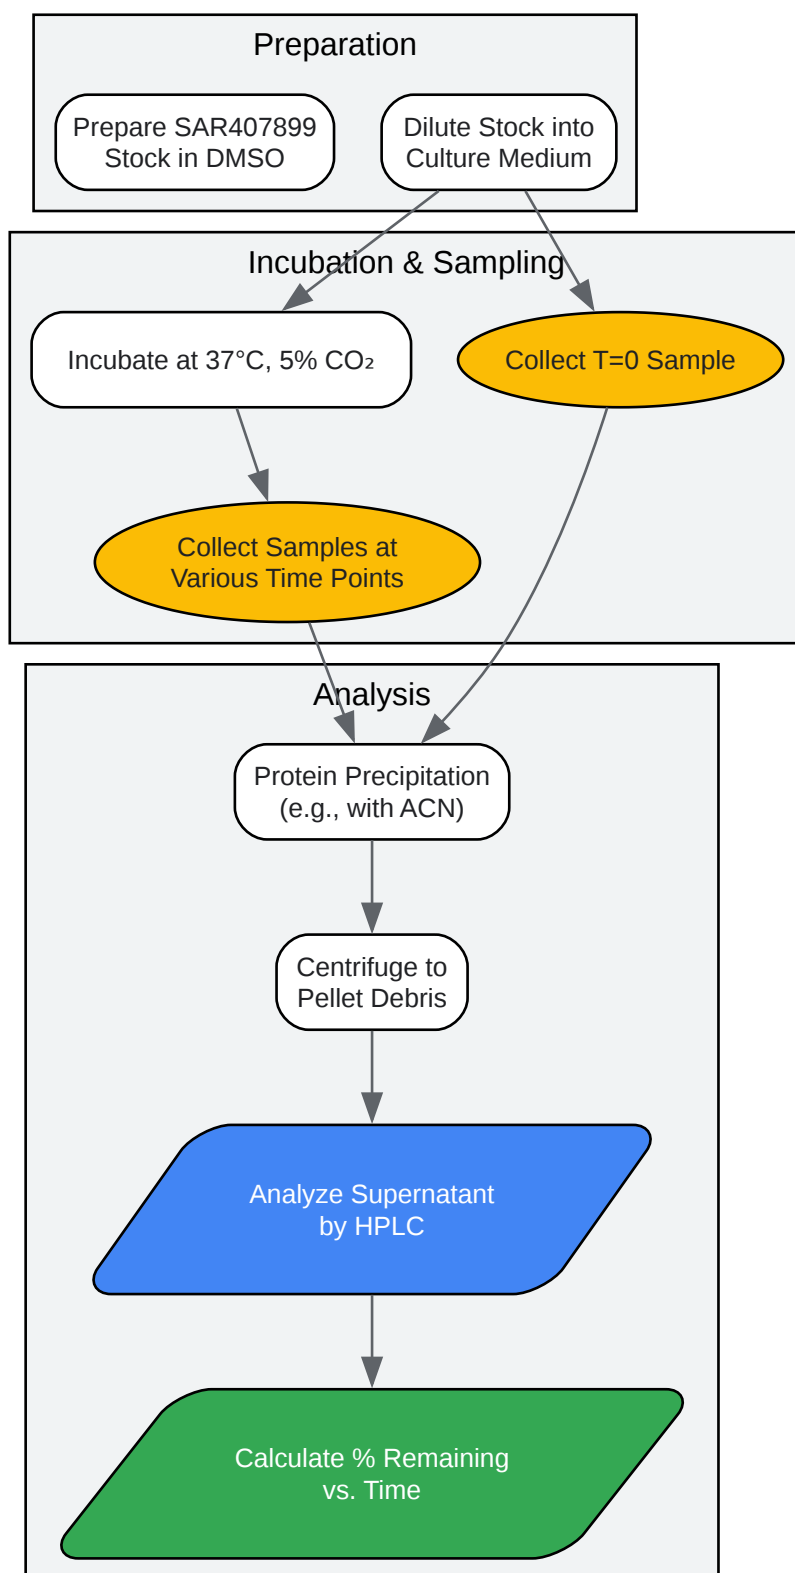 Preparation
Prepare SAR407899
Stock in DMSO
Dilute Stock into
Culture Medium
Incubation & Sampling
Incubate at 37°C, 5% CO₂
Collect T=0 Sample
Collect Samples at
Various Time Points
Analysis
Protein Precipitation
(e.g., with ACN)
Centrifuge to
Pellet Debris
Analyze Supernatant
by HPLC
Calculate % Remaining
vs. Time